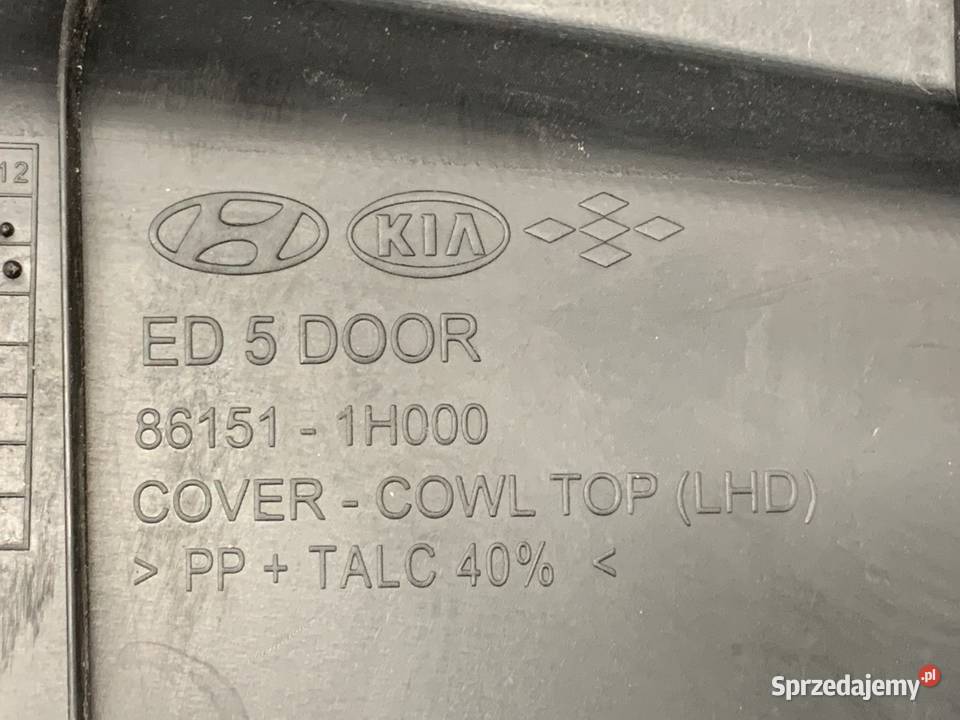 12
KIA
ED 5 DOOR
86151 - 1H000
COVER - COWL TOP (LHD)
> PP + TALC 40% <
Sprzedajemy.pl